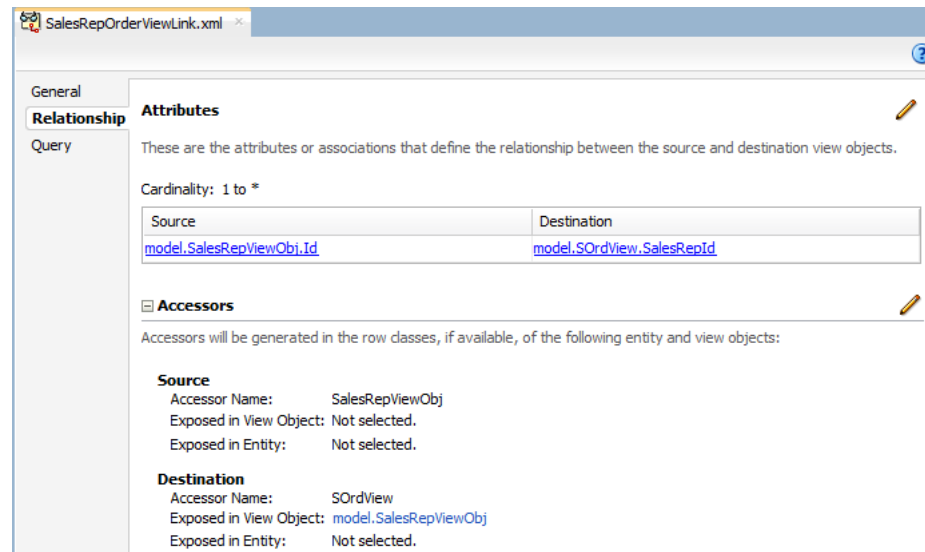 SalesRepOrderViewLink.xml ×
?
General
Relationship
Query
Attributes
These are the attributes or associations that define the relationship between the source and destination view objects.
Cardinality: 1 to *
Source Destination
model.SalesRepViewObj.Id model.SOrdView.SalesRepId
Accessors
Accessors will be generated in the row classes, if available, of the following entity and view objects:
Source
Accessor Name: SalesRepViewObj
Exposed in View Object: Not selected.
Exposed in Entity: Not selected.
Destination
Accessor Name: SOrdView
Exposed in View Object: model.SalesRepViewObj
Exposed in Entity: Not selected.